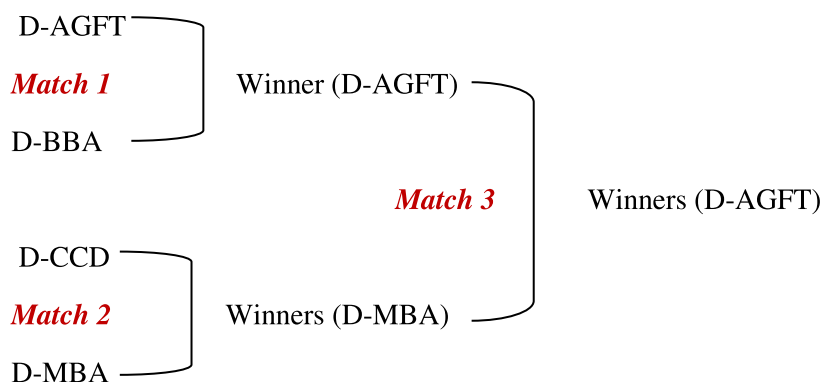 D-AGFT
Match 1
Winner (D-AGFT)
D-BBA
Match 3
Winners (D-AGFT)
D-CCD
Match 2
Winners (D-MBA)
D-MBA